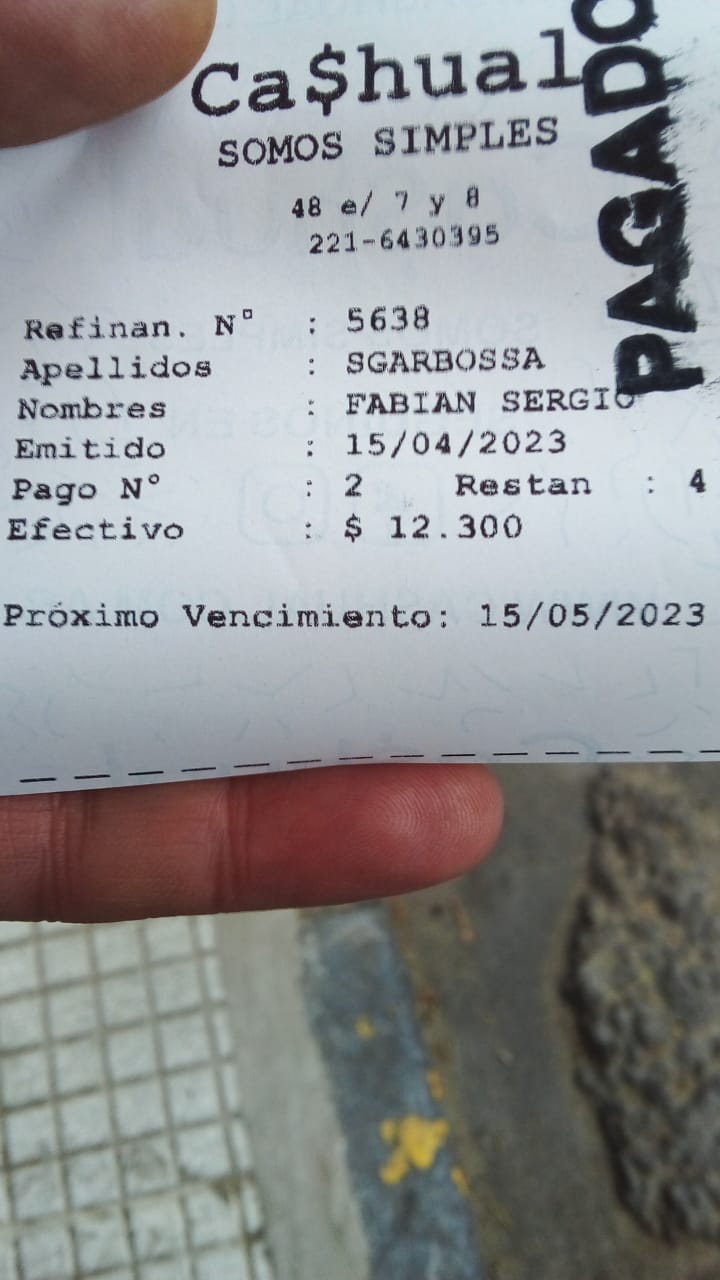 Ca$hual
SOMOS SIMPLES
PAGADO
48 e/ 7 y 8
221-6430395
Refinan. N° : 5638
Apellidos : SGARBOSSA
Nombres : FABIAN SERGIO
Emitido : 15/04/2023
Pago N° : 2 Restan : 4
Efectivo : $ 12.300
Próximo Vencimiento: 15/05/2023